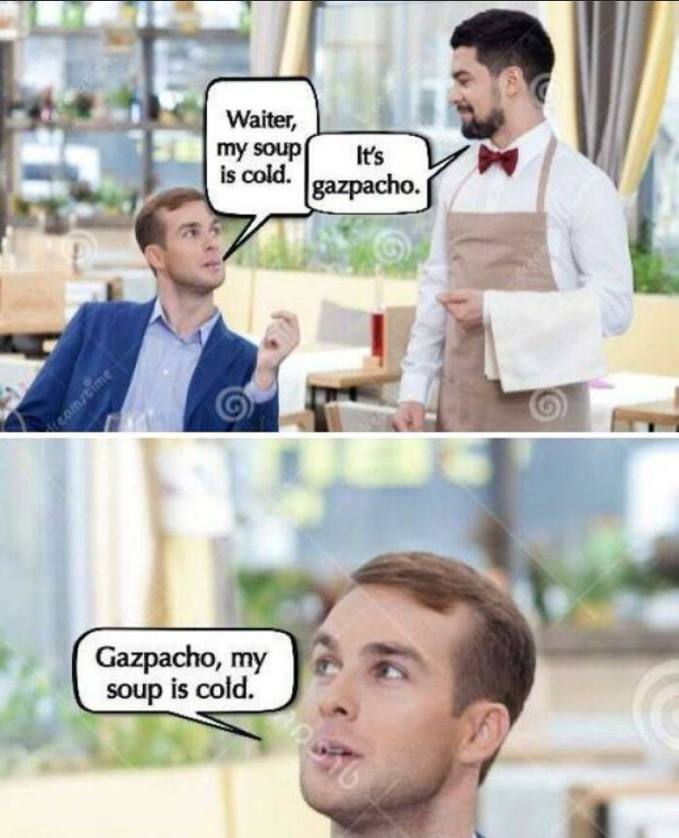 Waiter,
my soup
is cold.
It's
gazpacho.
Gazpacho, my
soup is cold.